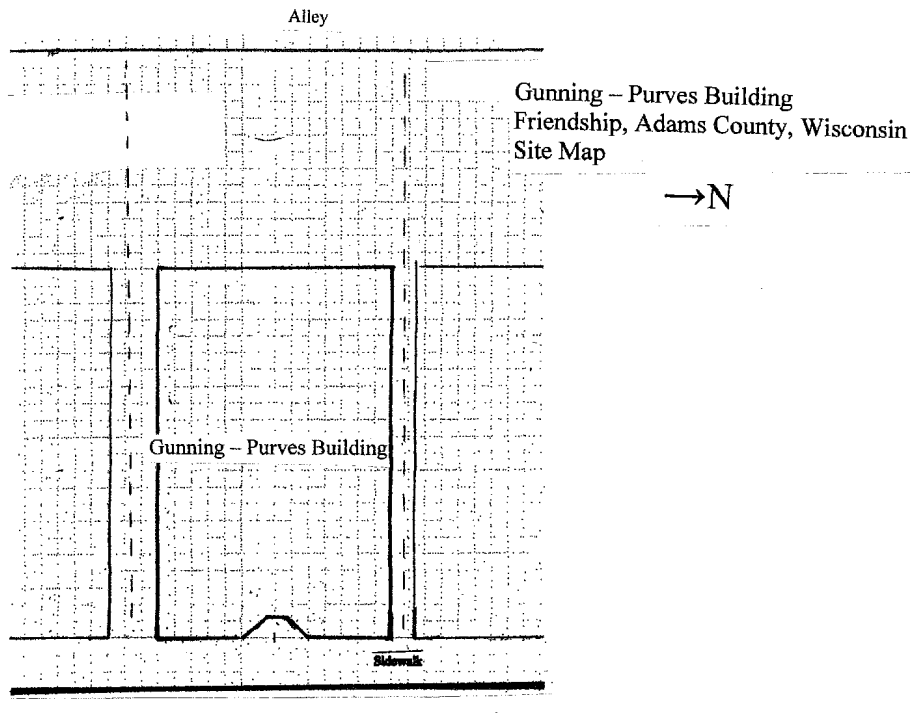 Alley
Gunning – Purves Building
Friendship, Adams County, Wisconsin
Site Map
→N
Gunning – Purves Building
Sidewalk